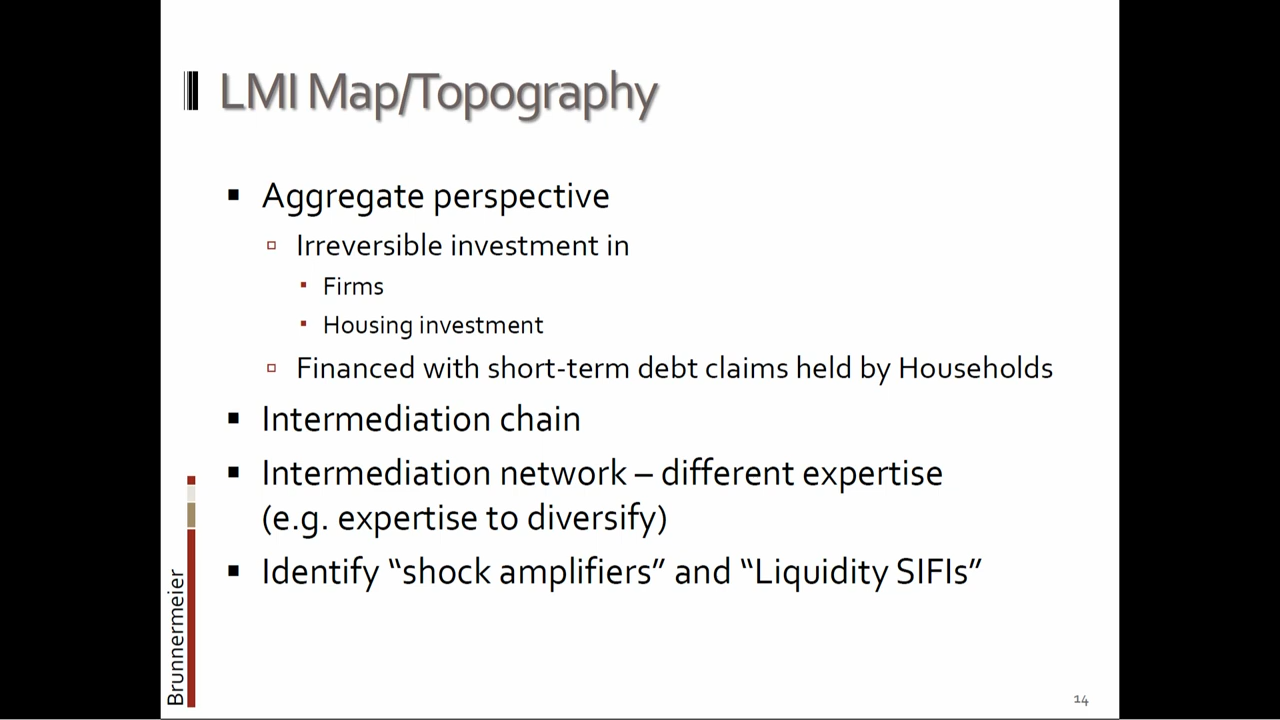 LMI Map/Topography
Aggregate perspective
Irreversible investment in
Firms
Housing investment
Financed with short-term debt claims held by Households
Intermediation chain
Intermediation network – different expertise
(e.g. expertise to diversify)
Identify “shock amplifiers” and “Liquidity SIFIs”
Brunnermeier
14